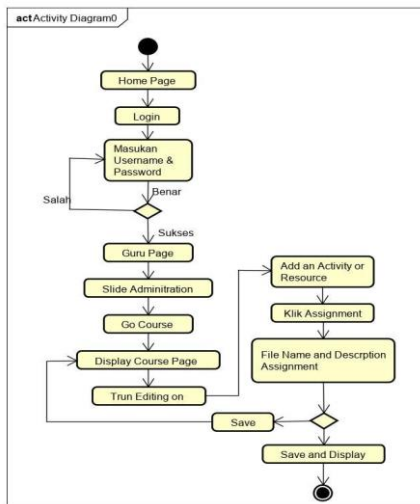 act Activity Diagram0
Home Page
Login
Masukan
Username &
Password
Salah
Benar
Sukses
Guru Page
Slide Adminitration
Go Course
Display Course Page
Trun Editing on
Add an Activity or
Resource
Klik Assignment
File Name and Descrption
Assignment
Save
Save and Display